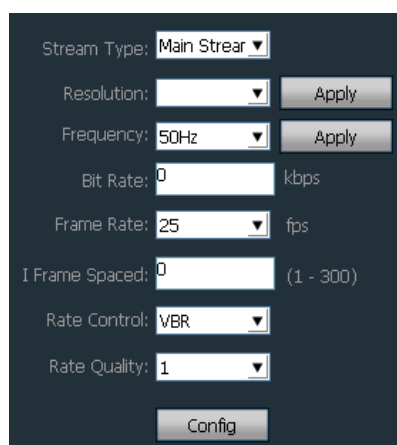 Stream Type: Main Strear
Resolution: Apply
Frequency: 50Hz Apply
Bit Rate: 0 kbps
Frame Rate: 25 fps
I Frame Spaced: 0 (1 - 300)
Rate Control: VBR
Rate Quality: 1
Config